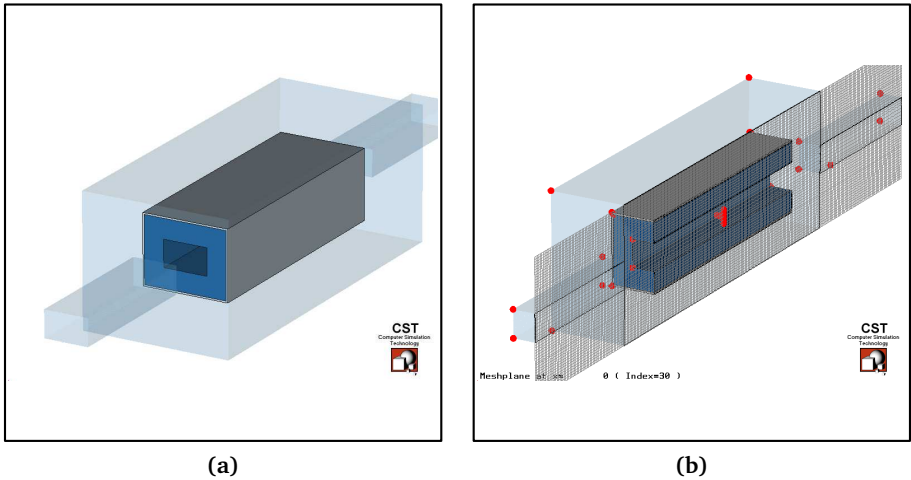 CST
Computer Simulation
Technology
CST
Computer Simulation
Technology
Meshplane at x= 0 ( Index=30 )
(a)
(b)